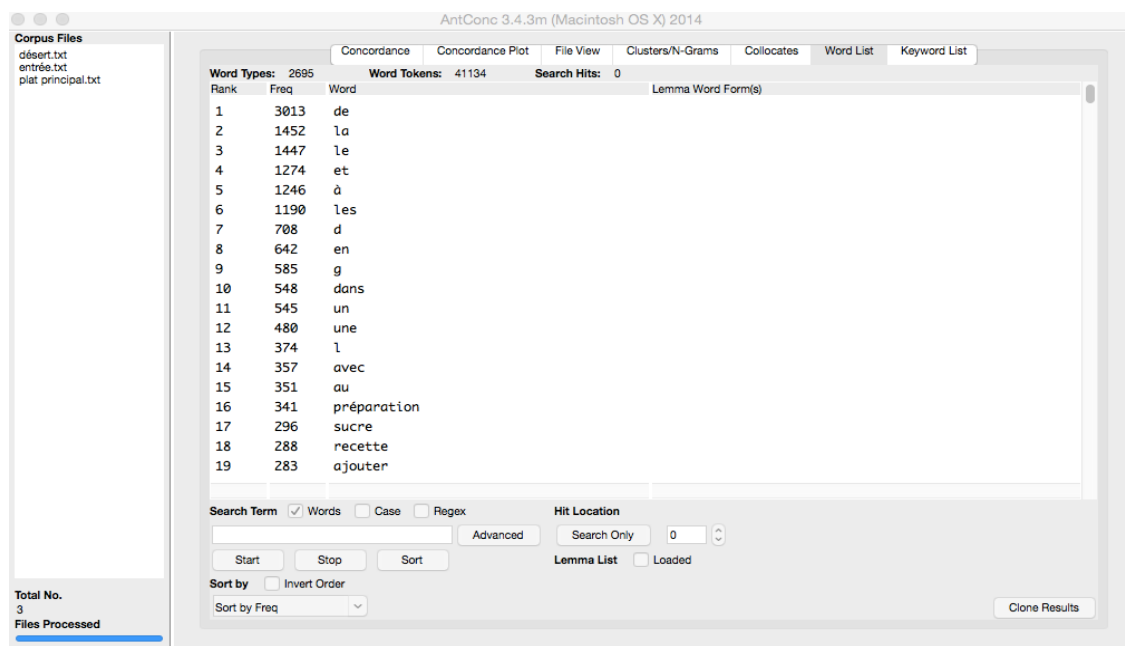 AntConc 3.4.3m (Macintosh OS X) 2014
Corpus Files
désert.txt
entrée.txt
plat principal.txt
Concordance Concordance Plot File View Clusters/N-Grams Collocates Word List Keyword List
Word Types: 2695 Word Tokens: 41134 Search Hits: 0
Rank Freq Word Lemma Word Form(s)
1 3013 de
2 1452 la
3 1447 le
4 1274 et
5 1246 à
6 1190 les
7 708 d
8 642 en
9 585 g
10 548 dans
11 545 un
12 480 une
13 374 l
14 357 avec
15 351 au
16 341 préparation
17 296 sucre
18 288 recette
19 283 ajouter
Search Term Words Case Regex Hit Location
Advanced Search Only 0
Start Stop Sort Lemma List Loaded
Sort by Invert Order
Sort by Freq Clone Results
Total No.
3
Files Processed